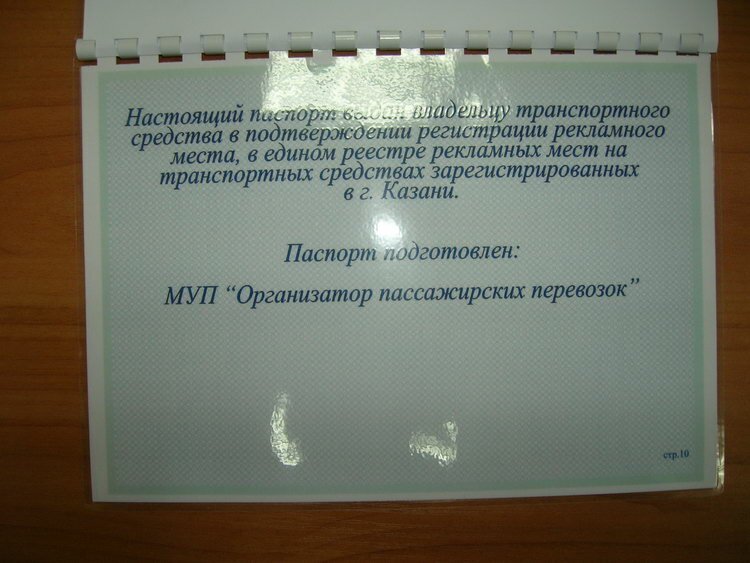 Настоящий паспорт выдан владельцу транспортного
средства в подтверждении регистрации рекламного
места, в едином реестре рекламных мест на
транспортных средствах зарегистрированных
в г. Казани.
Паспорт подготовлен:
МУП “Организатор пассажирских перевозок”
стр.10